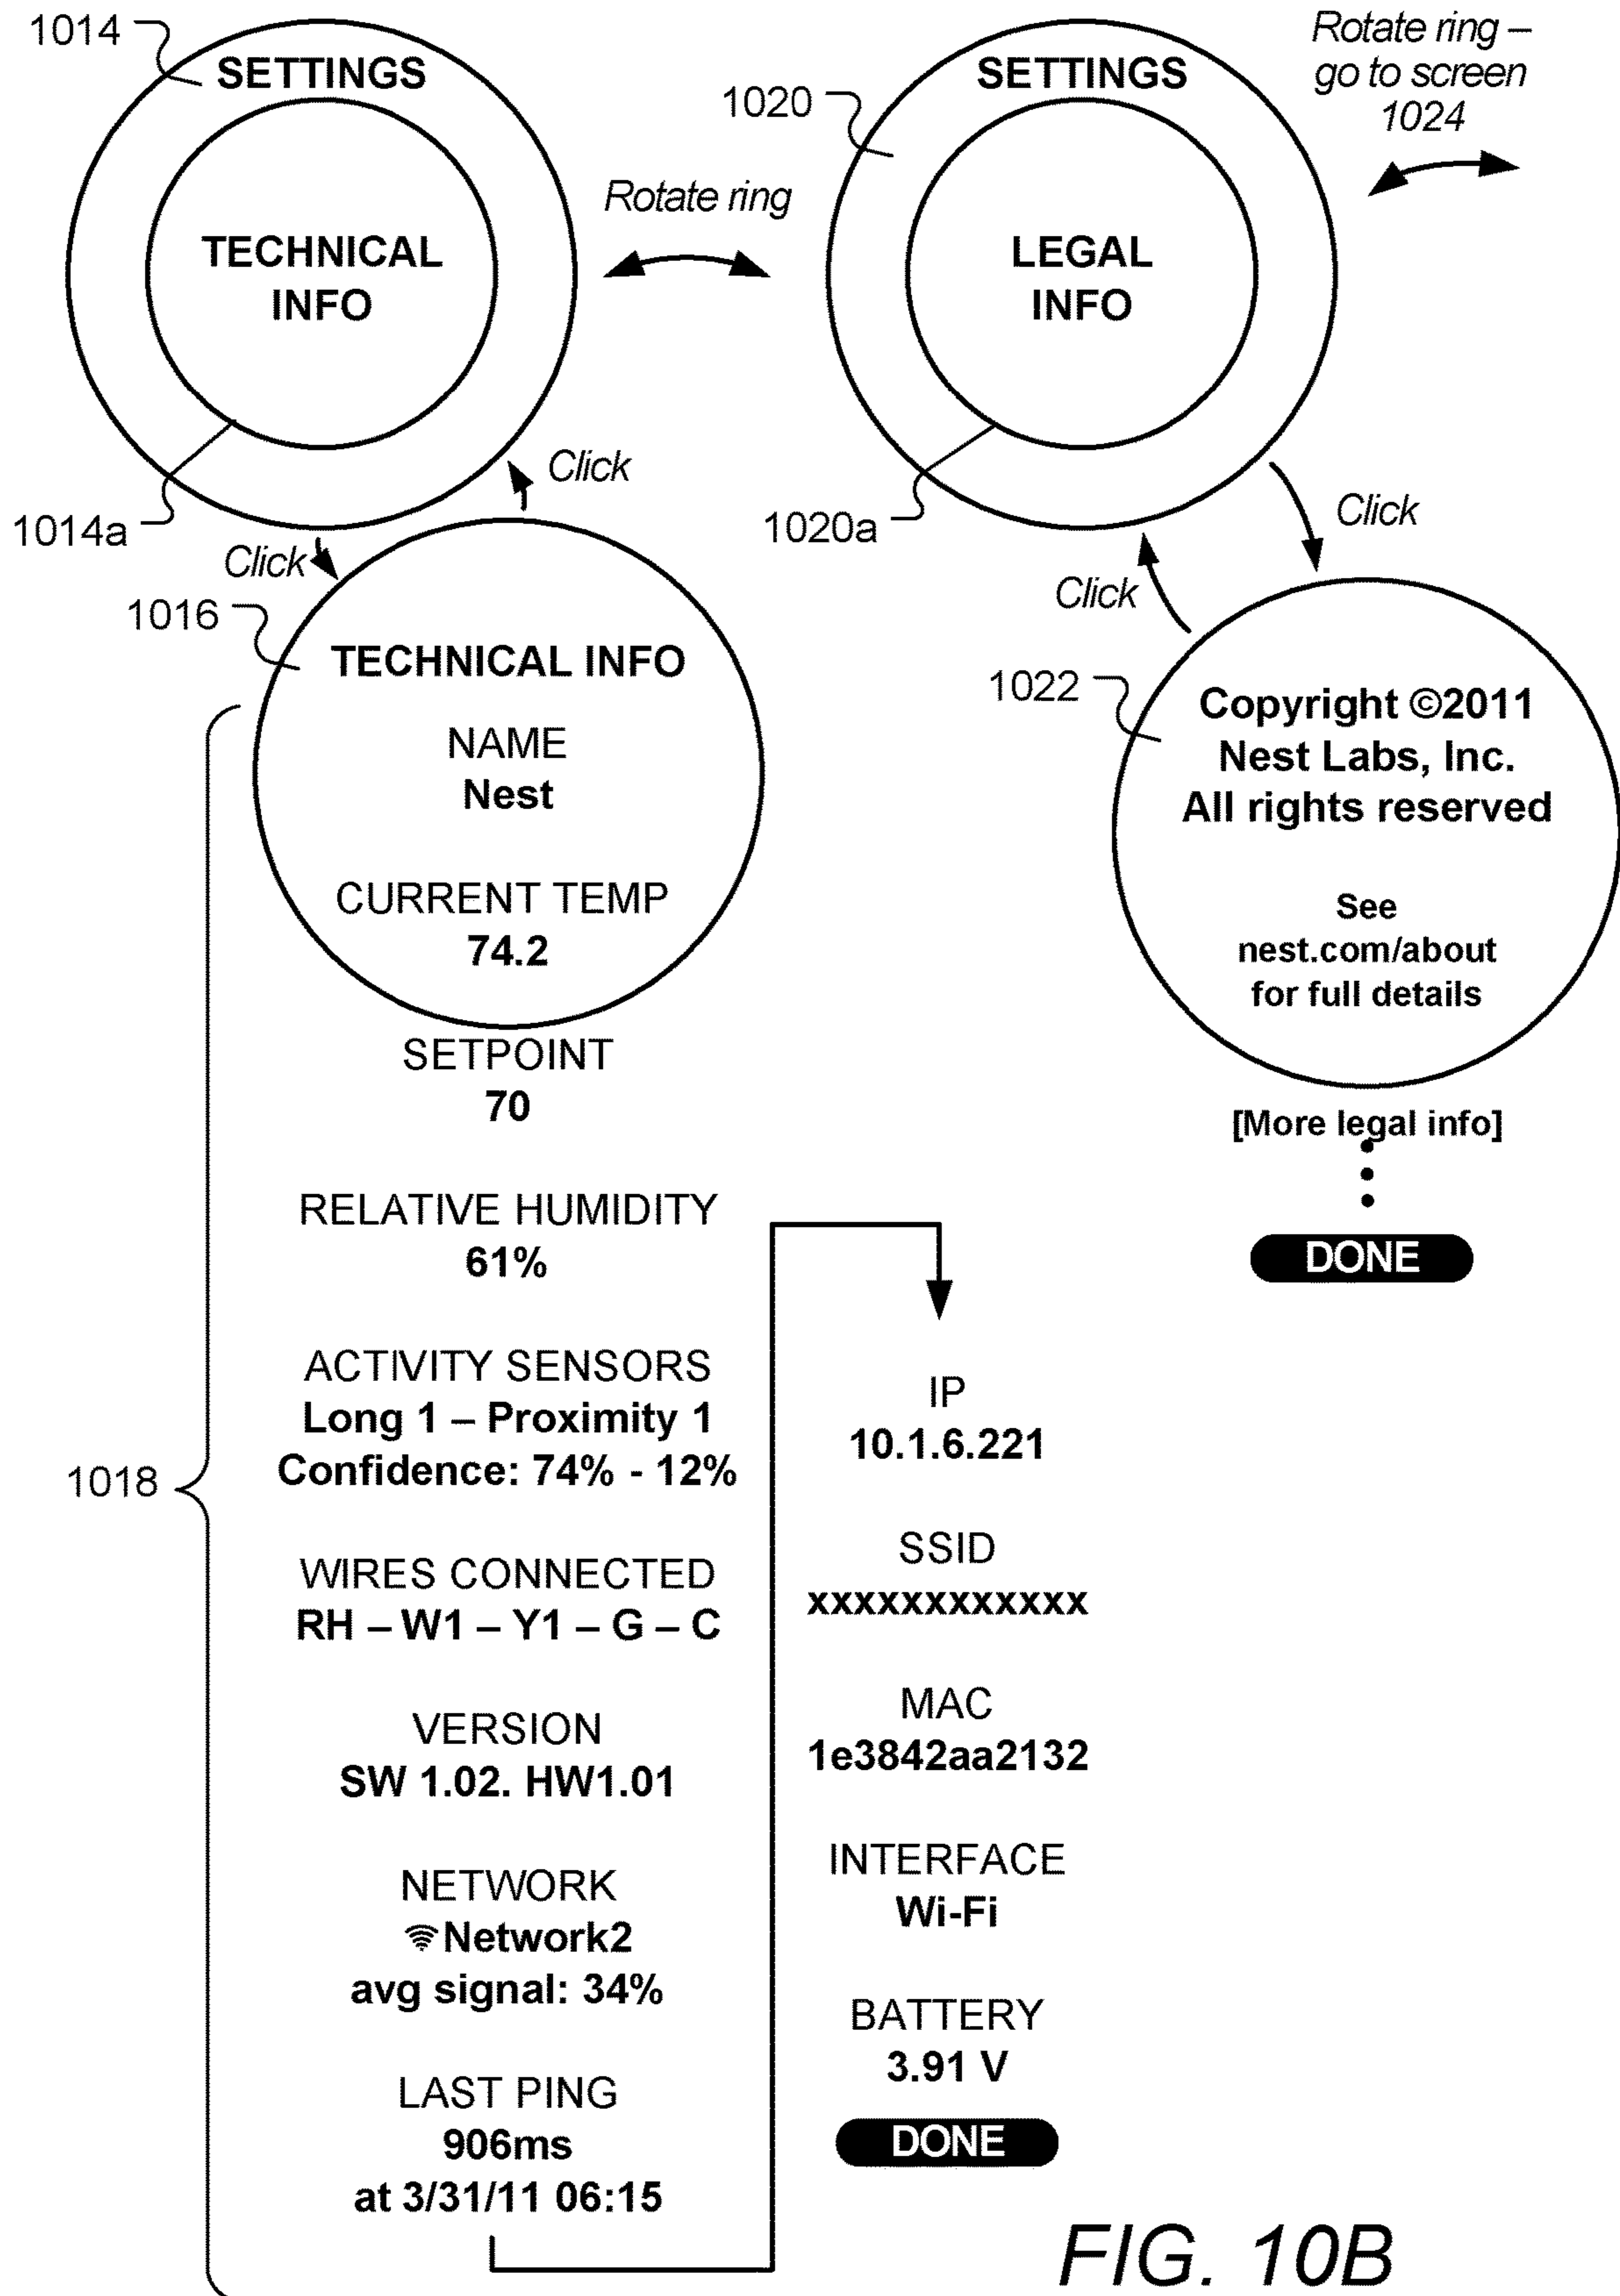 1014
SETTINGS
TECHNICAL
INFO
1014a
Rotate ring
1020
SETTINGS
LEGAL
INFO
1020a
Rotate ring –
go to screen
1024
Click
Click
1016
TECHNICAL INFO
NAME
Nest
CURRENT TEMP
74.2
SETPOINT
70
RELATIVE HUMIDITY
61%
ACTIVITY SENSORS
Long 1 – Proximity 1
Confidence: 74% - 12%
1018
WIRES CONNECTED
RH – W1 – Y1 – G – C
VERSION
SW 1.02. HW1.01
NETWORK
Network2
avg signal: 34%
LAST PING
906ms
at 3/31/11 06:15
IP
10.1.6.221
SSID
xxxxxxxxxxxx
MAC
1e3842aa2132
INTERFACE
Wi-Fi
BATTERY
3.91 V
DONE
Click
Click
1022
Copyright ©2011
Nest Labs, Inc.
All rights reserved
See
nest.com/about
for full details
[More legal info]
DONE
FIG. 10B